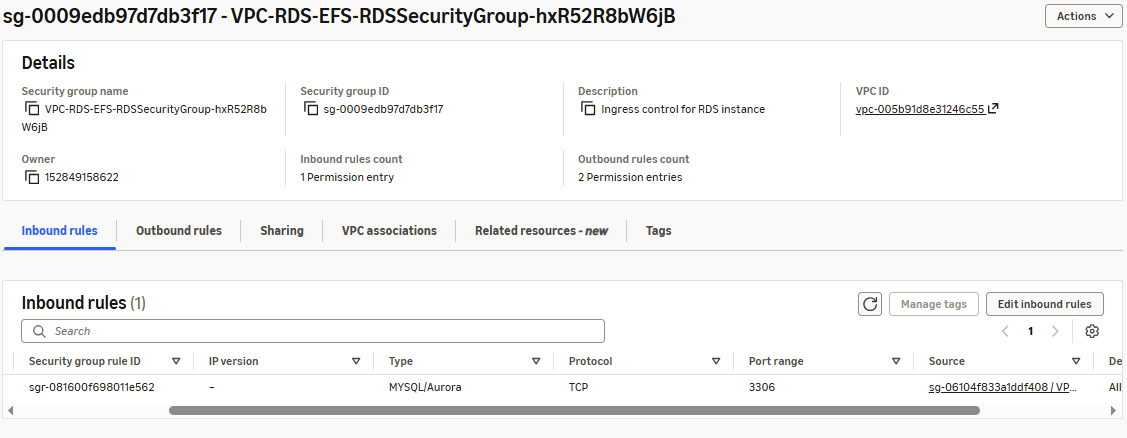 sg-0009edb97d7db3f17 - VPC-RDS-EFS-RDSSecurityGroup-hxR52R8bW6jB
Actions
Details
Security group name
VPC-RDS-EFS-RDSSecurityGroup-hxR52R8b
W6jB
Security group ID
sg-0009edb97d7db3f17
Description
Ingress control for RDS instance
VPC ID
vpc-005b91d8e31246c55
Owner
152849158622
Inbound rules count
1 Permission entry
Outbound rules count
2 Permission entries
Inbound rules
Outbound rules
Sharing
VPC associations
Related resources - new
Tags
Inbound rules (1)
Manage tags
Edit inbound rules
Search
1
Security group rule ID
IP version
Type
Protocol
Port range
Source
De
sgr-081600f698011e562
–
MYSQL/Aurora
TCP
3306
sg-06104f833a1ddf408 / VP...
All